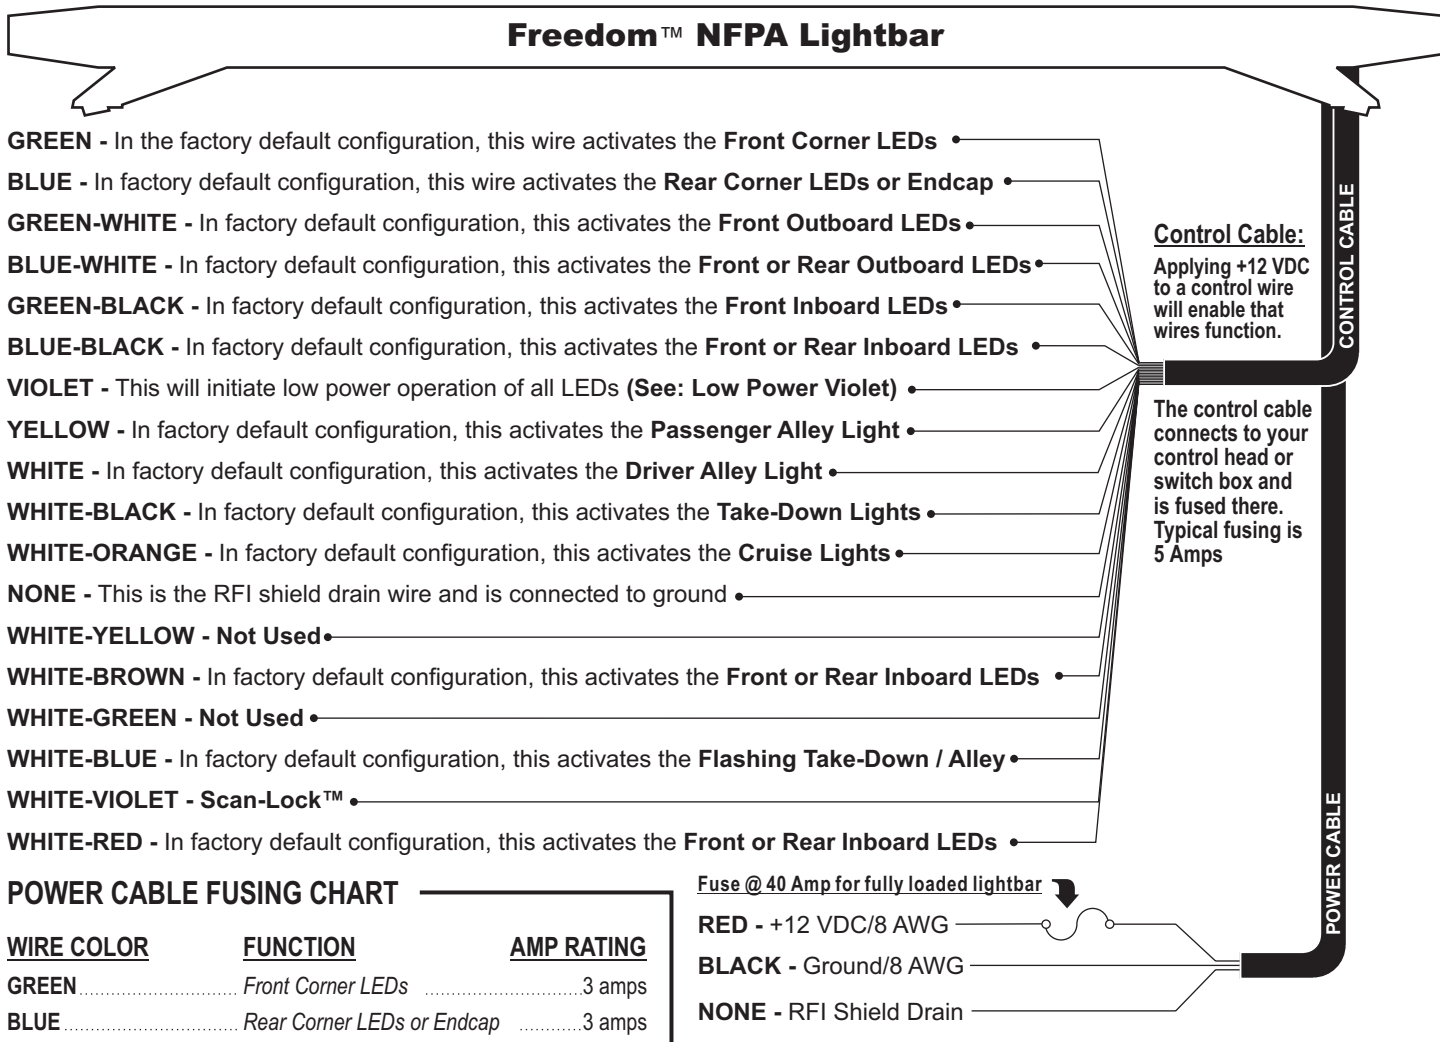 Freedom™ NFPA Lightbar
GREEN - In the factory default configuration, this wire activates the Front Corner LEDs
BLUE - In factory default configuration, this wire activates the Rear Corner LEDs or Endcap
GREEN-WHITE - In factory default configuration, this activates the Front Outboard LEDs
BLUE-WHITE - In factory default configuration, this activates the Front or Rear Outboard LEDs
GREEN-BLACK - In factory default configuration, this activates the Front Inboard LEDs
BLUE-BLACK - In factory default configuration, this activates the Front or Rear Inboard LEDs
VIOLET - This will initiate low power operation of all LEDs (See: Low Power Violet)
YELLOW - In factory default configuration, this activates the Passenger Alley Light
WHITE - In factory default configuration, this activates the Driver Alley Light
WHITE-BLACK - In factory default configuration, this activates the Take-Down Lights
WHITE-ORANGE - In factory default configuration, this activates the Cruise Lights
NONE - This is the RFI shield drain wire and is connected to ground
WHITE-YELLOW - Not Used
WHITE-BROWN - In factory default configuration, this activates the Front or Rear Inboard LEDs
WHITE-GREEN - Not Used
WHITE-BLUE - In factory default configuration, this activates the Flashing Take-Down / Alley
WHITE-VIOLET - Scan-Lock™
WHITE-RED - In factory default configuration, this activates the Front or Rear Inboard LEDs
Control Cable:
Applying +12 VDC
to a control wire
will enable that
wires function.
The control cable
connects to your
control head or
switch box and
is fused there.
Typical fusing is
5 Amps
CONTROL CABLE
POWER CABLE
POWER CABLE FUSING CHART
WIRE COLOR FUNCTION AMP RATING
GREEN Front Corner LEDs 3 amps
BLUE Rear Corner LEDs or Endcap 3 amps
Fuse @ 40 Amp for fully loaded lightbar
RED - +12 VDC/8 AWG
BLACK - Ground/8 AWG
NONE - RFI Shield Drain